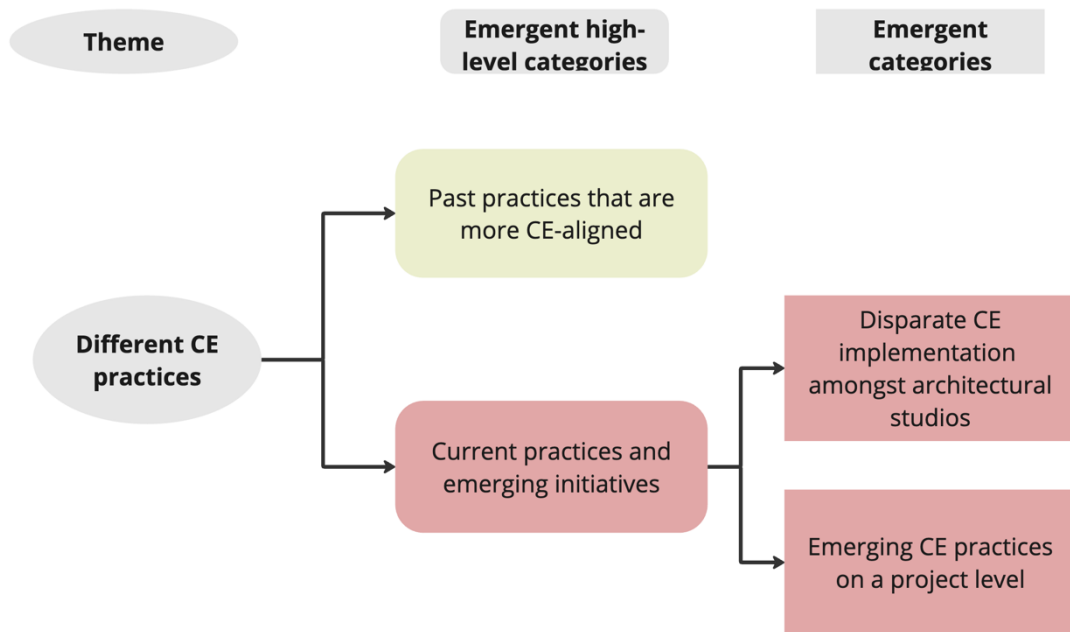 Theme
Emergent high-
level categories
Emergent
categories
Past practices that are
more CE-aligned
Different CE
practices
Current practices and
emerging initiatives
Disparate CE
implementation
amongst architectural
studios
Emerging CE practices
on a project level